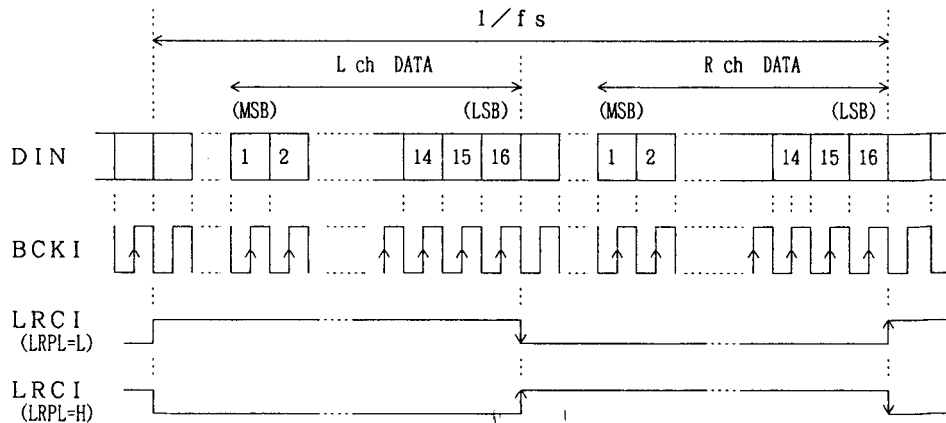 1／fs
L ch DATA R ch DATA
(MSB) (LSB) (MSB) (LSB)
DIN 1 2 14 15 16 1 2 14 15 16
BCKI
LRCI
(LRPL=L)
LRCI
(LRPL=H)